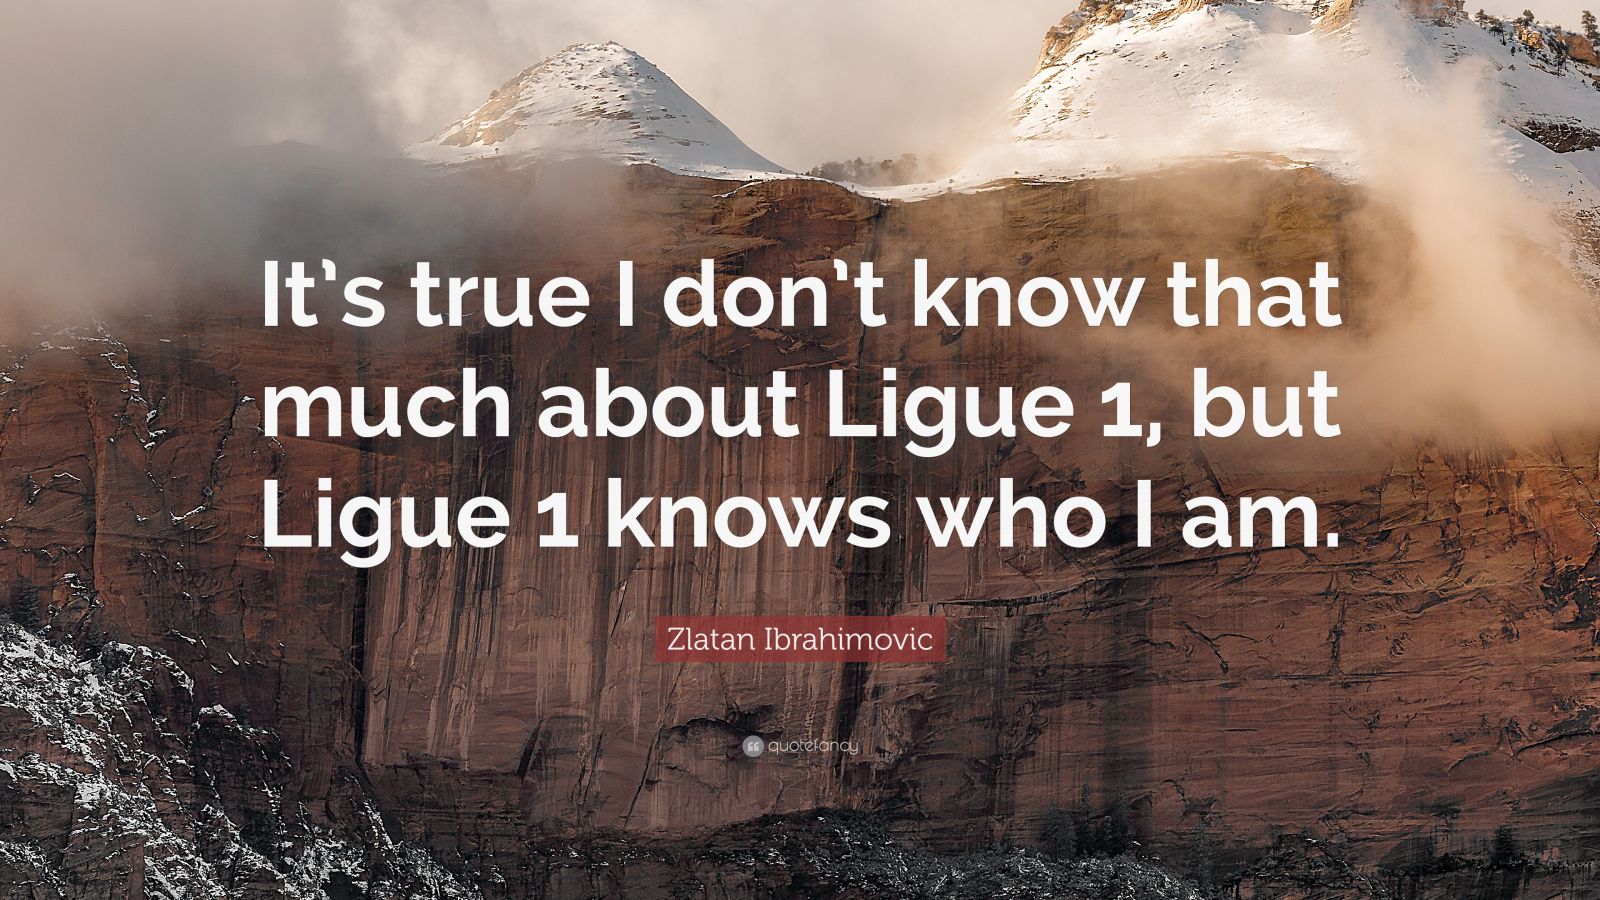 It’s true I don’t know that
much about Ligue 1, but
Ligue 1 knows who I am.
Zlatan Ibrahimovic
quotefancy